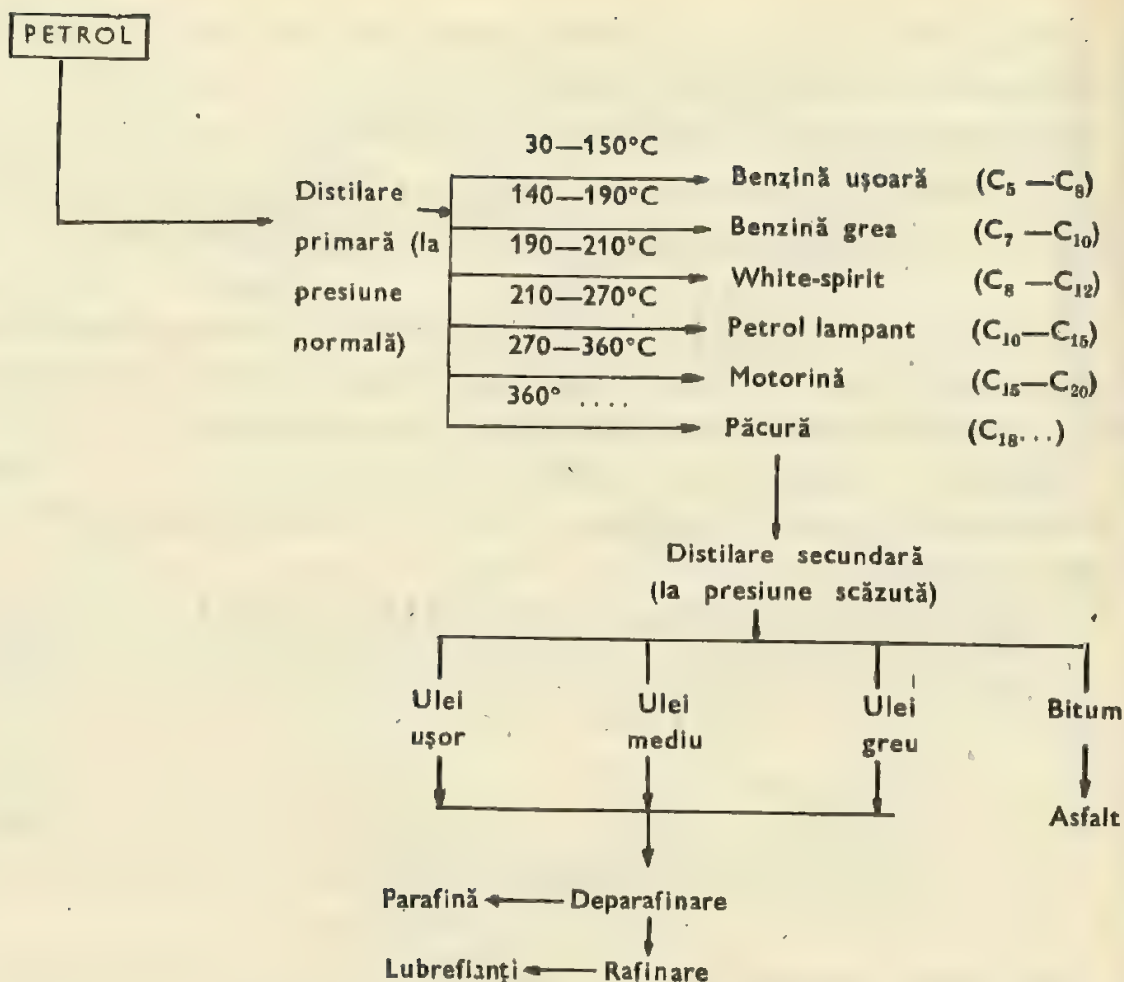 PETROL
Distilare
primară (la
presiune
normală)
30—150°C
Benzină ușoară (C₅ —C₈)
140—190°C
Benzină grea (C₇ —C₁₀)
190—210°C
White-spirit (C₈ —C₁₂)
210—270°C
Petrol lampant (C₁₀—C₁₅)
270—360°C
Motorină (C₁₅—C₂₀)
360° ....
Păcură (C₁₈...)
Distilare secundară
(la presiune scăzută)
Ulei
ușor
Ulei
mediu
Ulei
greu
Bitum
Asfalt
Parafină Deparafinare
Lubrefianți Rafinare